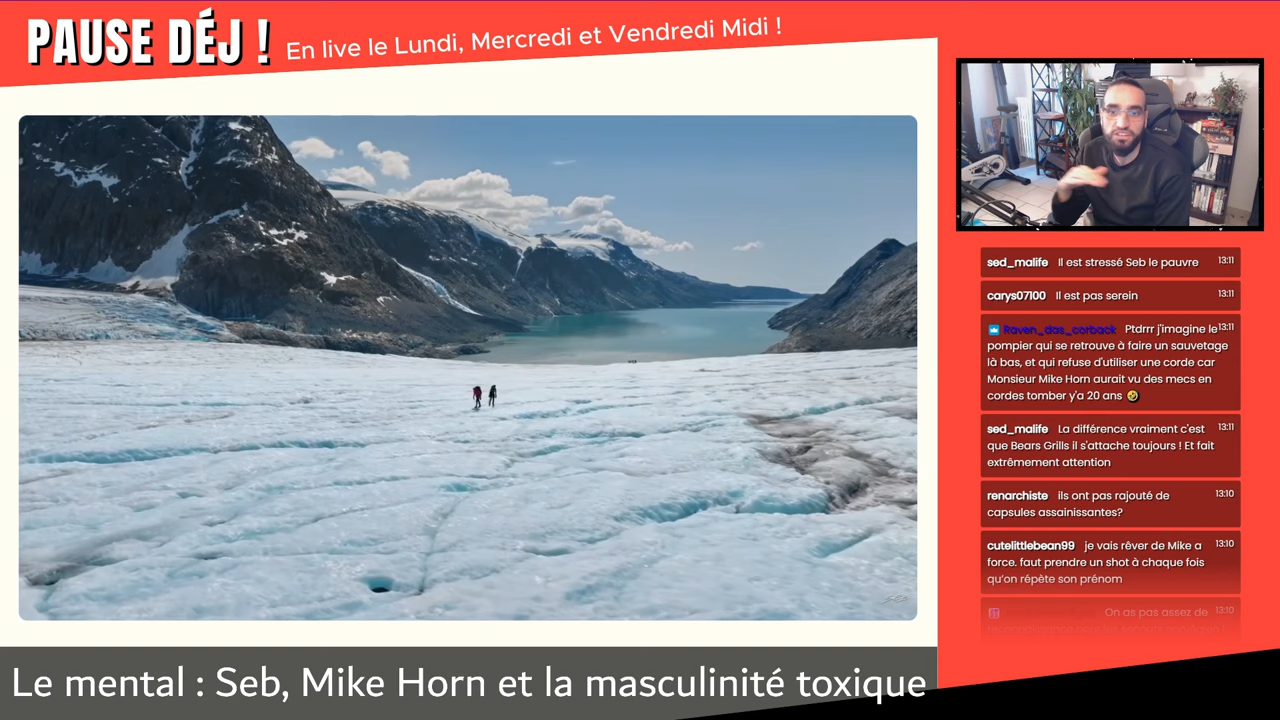 PAUSE DÉJ !
En live le Lundi, Mercredi et Vendredi Midi !
sed_malife Il est stressé Seb le pauvre 13:11
carys07100 Il est pas serein 13:11
Raven_das_corback Ptdrrr j'imagine le 13:11
pompier qui se retrouve à faire un sauvetage
là bas, et qui refuse d'utiliser une corde car
Monsieur Mike Horn aurait vu des mecs en
cordes tomber y'a 20 ans 🤣
sed_malife La différence vraiment c'est 13:11
que Bears Grills il s'attache toujours ! Et fait
extrêmement attention
renarchiste ils ont pas rajouté de 13:10
capsules assainissantes?
cutelittlebean99 je vais rêver de Mike a 13:10
force. faut prendre un shot à chaque fois
qu'on répète son prénom
On as pas assez de 13:10
Le mental : Seb, Mike Horn et la masculinité toxique